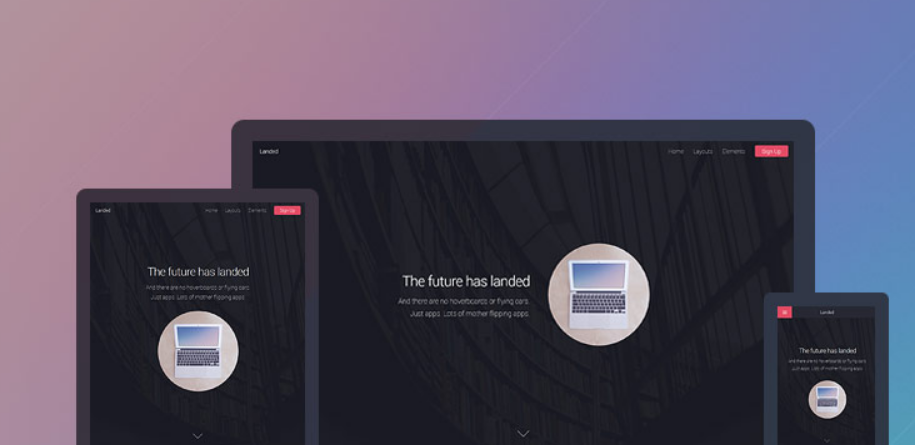 Landed
Home Layouts Elements Sign Up
The future has landed
And there are no hoverboards or flying cars.
Just apps. Lots of mother flipping apps.
Landed
Home Layouts Elements Sign Up
The future has landed
And there are no hoverboards or flying cars.
Just apps. Lots of mother flipping apps.
Landed
The future has landed
And there are no hoverboards or flying cars.
Just apps. Lots of mother flipping apps.